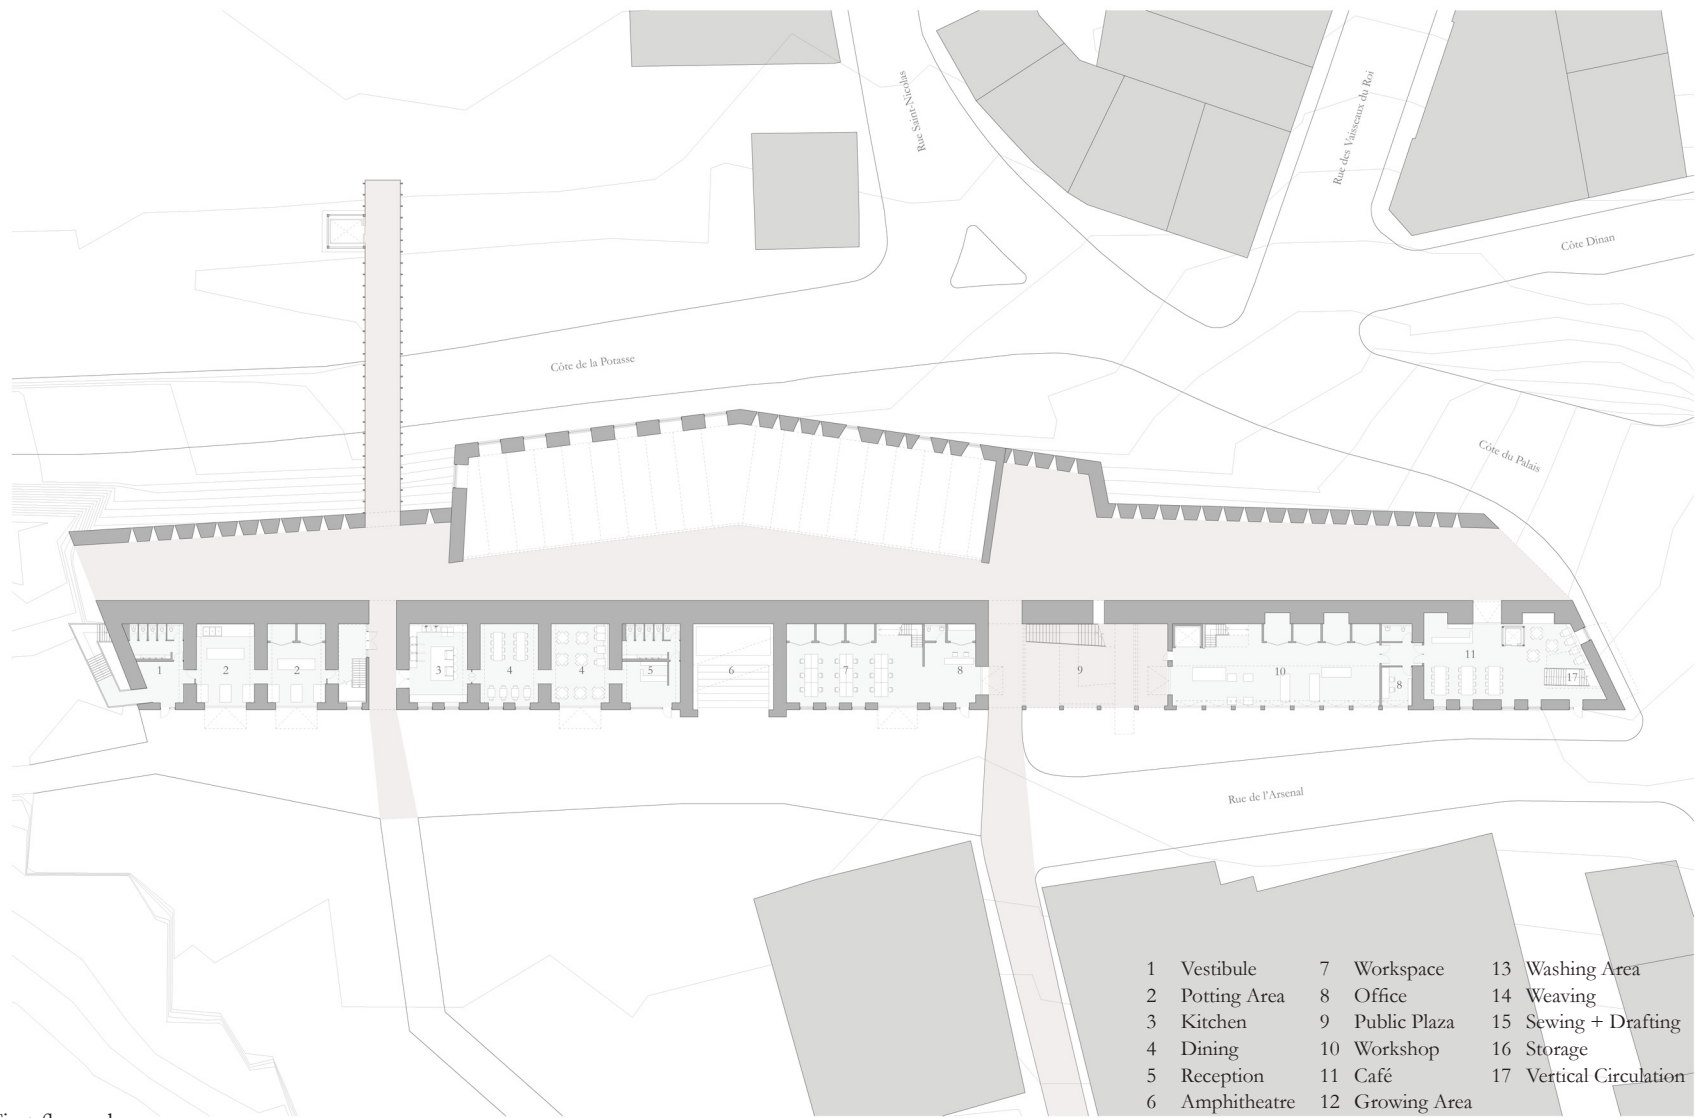 Rue Saint-Nicolas
Rue des Vaisseaux du Roi
Côte Dinan
Côte de la Potasse
Côte du Palais
1
2
2
3
4
4
5
6
7
8
9
10
8
11
17
Rue de l'Arsenal
1 Vestibule
2 Potting Area
3 Kitchen
4 Dining
5 Reception
6 Amphitheatre
7 Workspace
8 Office
9 Public Plaza
10 Workshop
11 Café
12 Growing Area
13 Washing Area
14 Weaving
15 Sewing + Drafting
16 Storage
17 Vertical Circulation